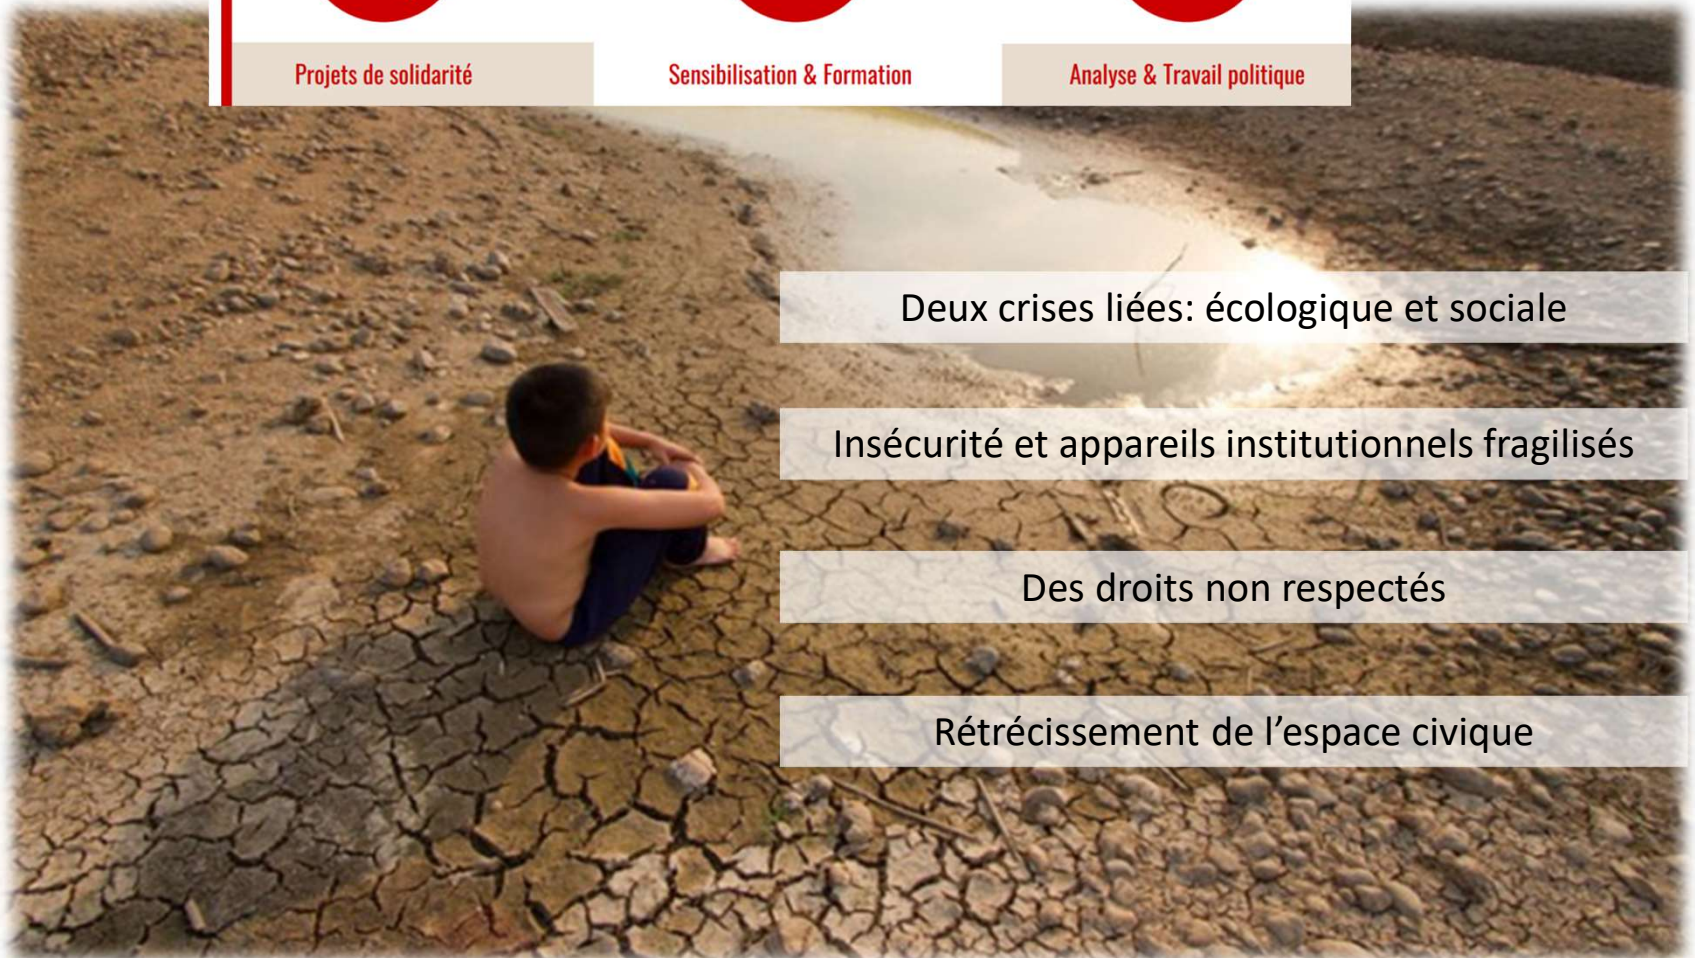 Projets de solidarité
Sensibilisation & Formation
Analyse & Travail politique
Deux crises liées: écologique et sociale
Insécurité et appareils institutionnels fragilisés
Des droits non respectés
Rétrécissement de l’espace civique